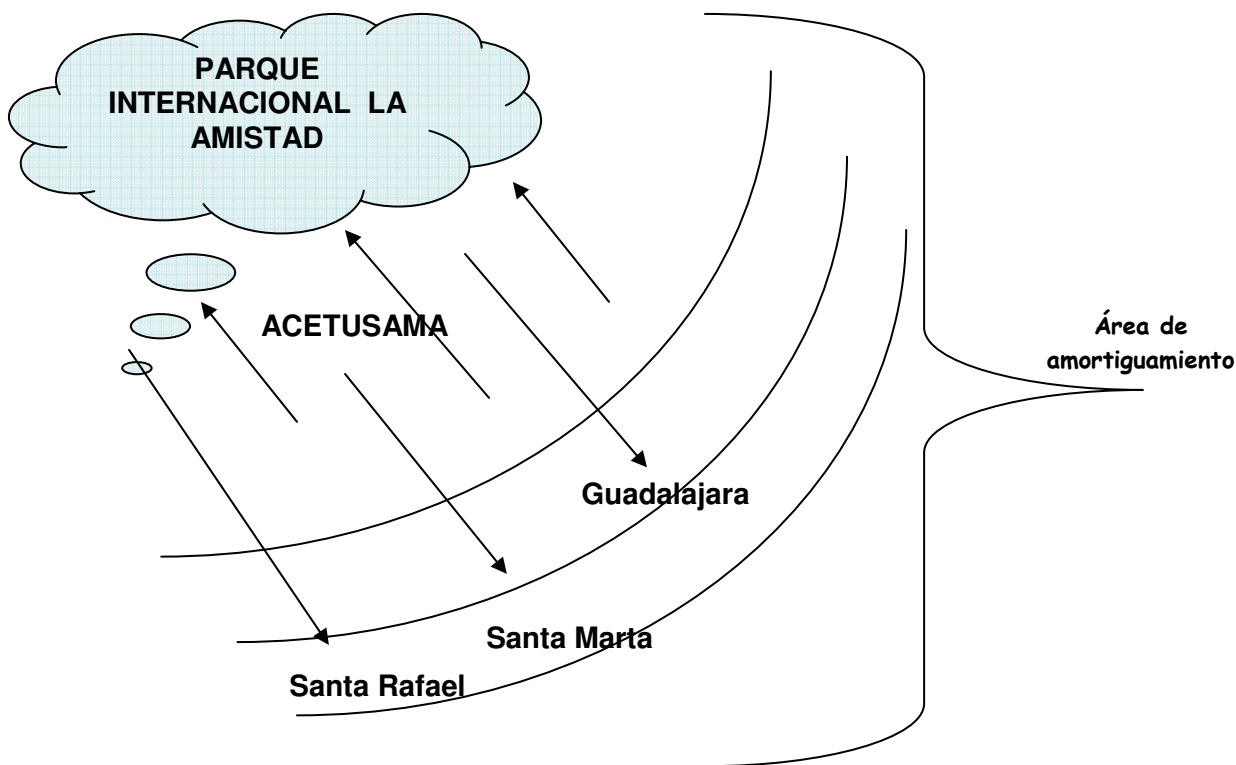 PARQUE
INTERNACIONAL LA
AMISTAD
ACETUSAMA
Área de
amortiguamiento
Guadalajara
Santa Marta
Santa Rafael